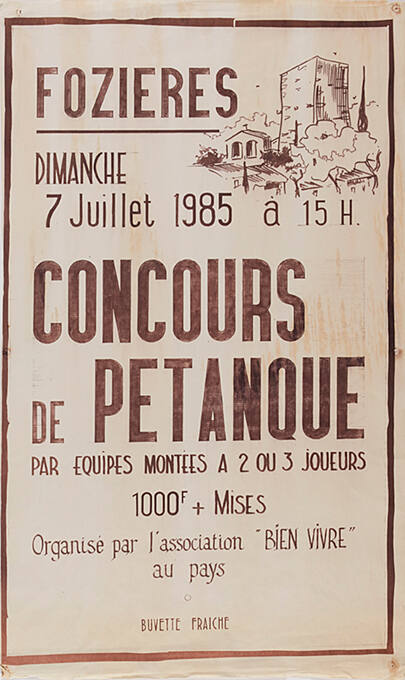 FOZIERES
DIMANCHE
7 Juillet 1985 à 15 H.
CONCOURS
DE PETANQUE
PAR EQUIPES MONTÉES A 2 OU 3 JOUEURS
1000F + MISES
Organisé par l'association "BIEN VIVRE"
au pays
BUVETTE FRAICHE